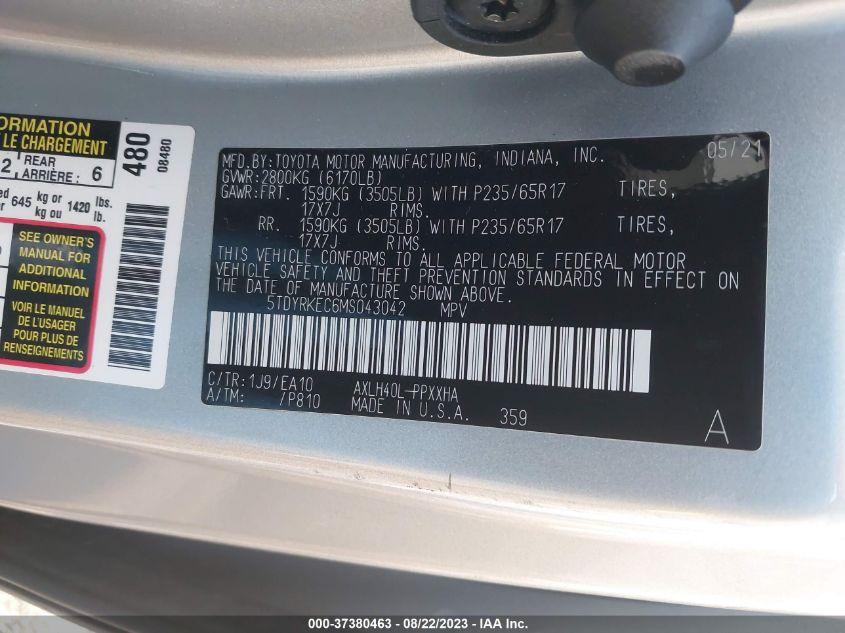 ORMATION
LE CHARGEMENT
2 REAR
ARRIÈRE: 6
645 kg or 1420 lbs.
kg ou lb.
SEE OWNER'S
MANUAL FOR
ADDITIONAL
INFORMATION
VOIR LE MANUEL
DE L'USAGER
POUR PLUS DE
RENSEIGNEMENTS
480
08480
MFD.BY:TOYOTA MOTOR MANUFACTURING, INDIANA, INC. 05/21
GVWR:2800KG (6170LB)
GAWR:FRT. 1590KG (3505LB) WITH P235/65R17 TIRES,
17X7J RIMS.
RR. 1590KG (3505LB) WITH P235/65R17 TIRES,
17X7J RIMS.
THIS VEHICLE CONFORMS TO ALL APPLICABLE FEDERAL MOTOR
VEHICLE SAFETY AND THEFT PREVENTION STANDARDS IN EFFECT ON
THE DATE OF MANUFACTURE SHOWN ABOVE.
5TDYRKEC6MS043042 MPV
C/TR:1J9/EA10 AXLH40L-PPXXHA
A/TM: /P810 MADE IN U.S.A. 359
A
000-37380463 - 08/22/2023 - IAA Inc.